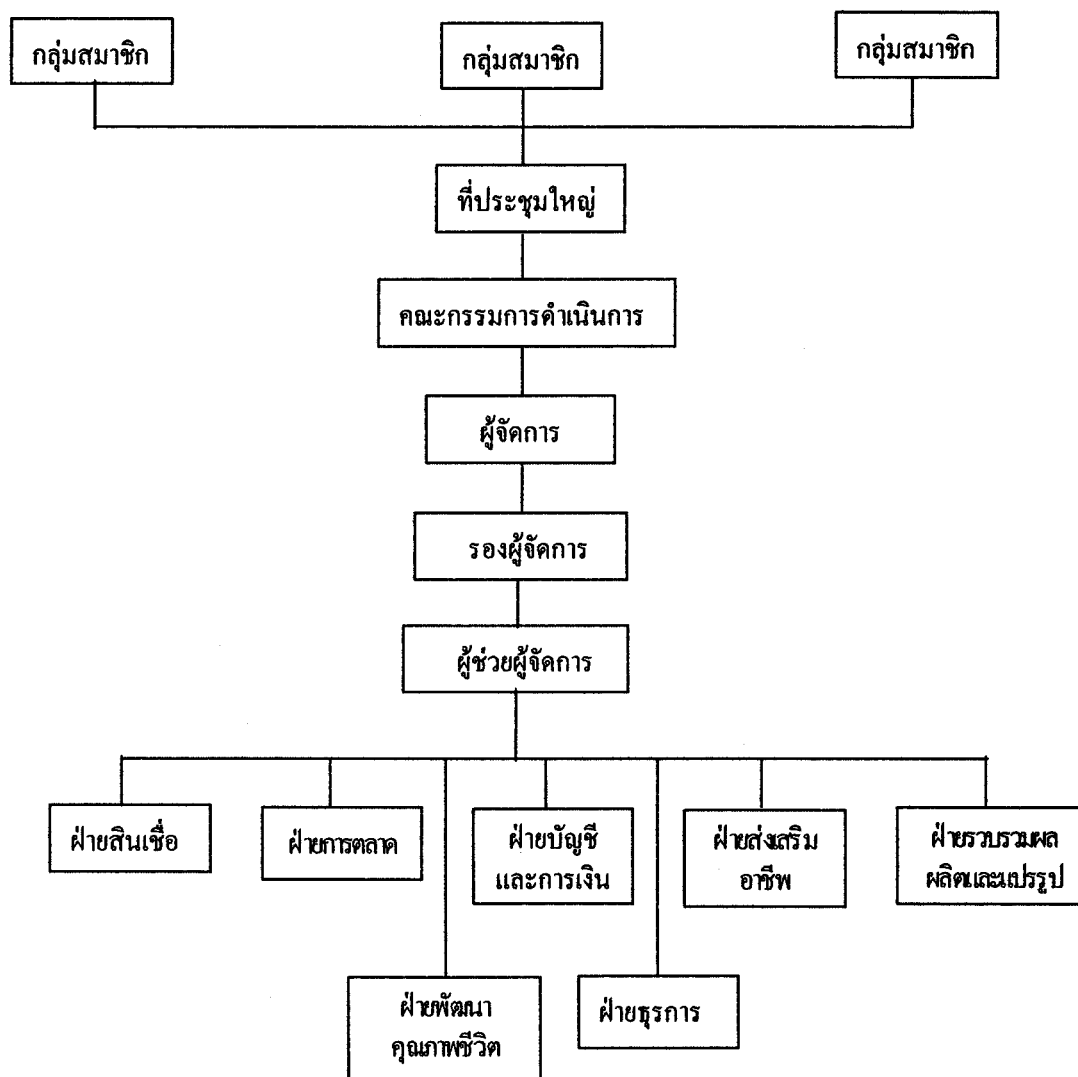 กลุ่มสมาชิก
กลุ่มสมาชิก
กลุ่มสมาชิก
ที่ประชุมใหญ่
คณะกรรมการดำเนินการ
ผู้จัดการ
รองผู้จัดการ
ผู้ช่วยผู้จัดการ
ฝ่ายสินเชื่อ
ฝ่ายการตลาด
ฝ่ายบัญชี
และการเงิน
ฝ่ายส่งเสริม
อาชีพ
ฝ่ายรวบรวมผล
ผลิตและแปรรูป
ฝ่ายพัฒนา
คุณภาพชีวิต
ฝ่ายธุรการ